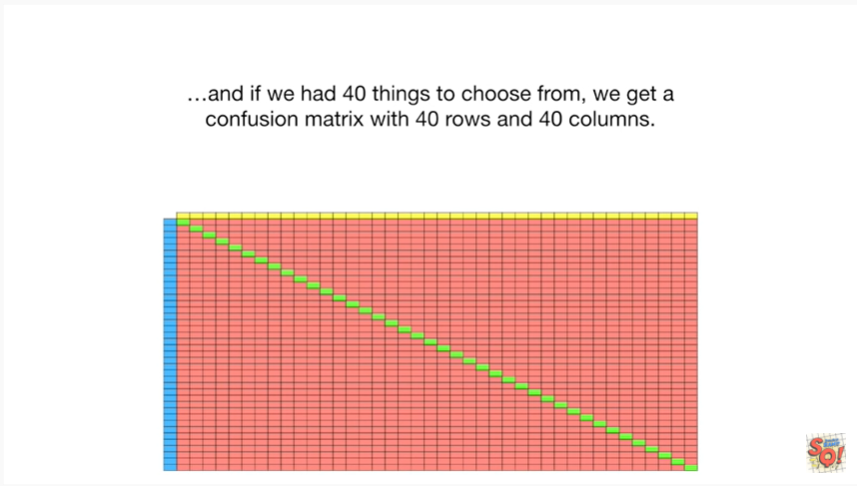 …and if we had 40 things to choose from, we get a
confusion matrix with 40 rows and 40 columns.
SQ!